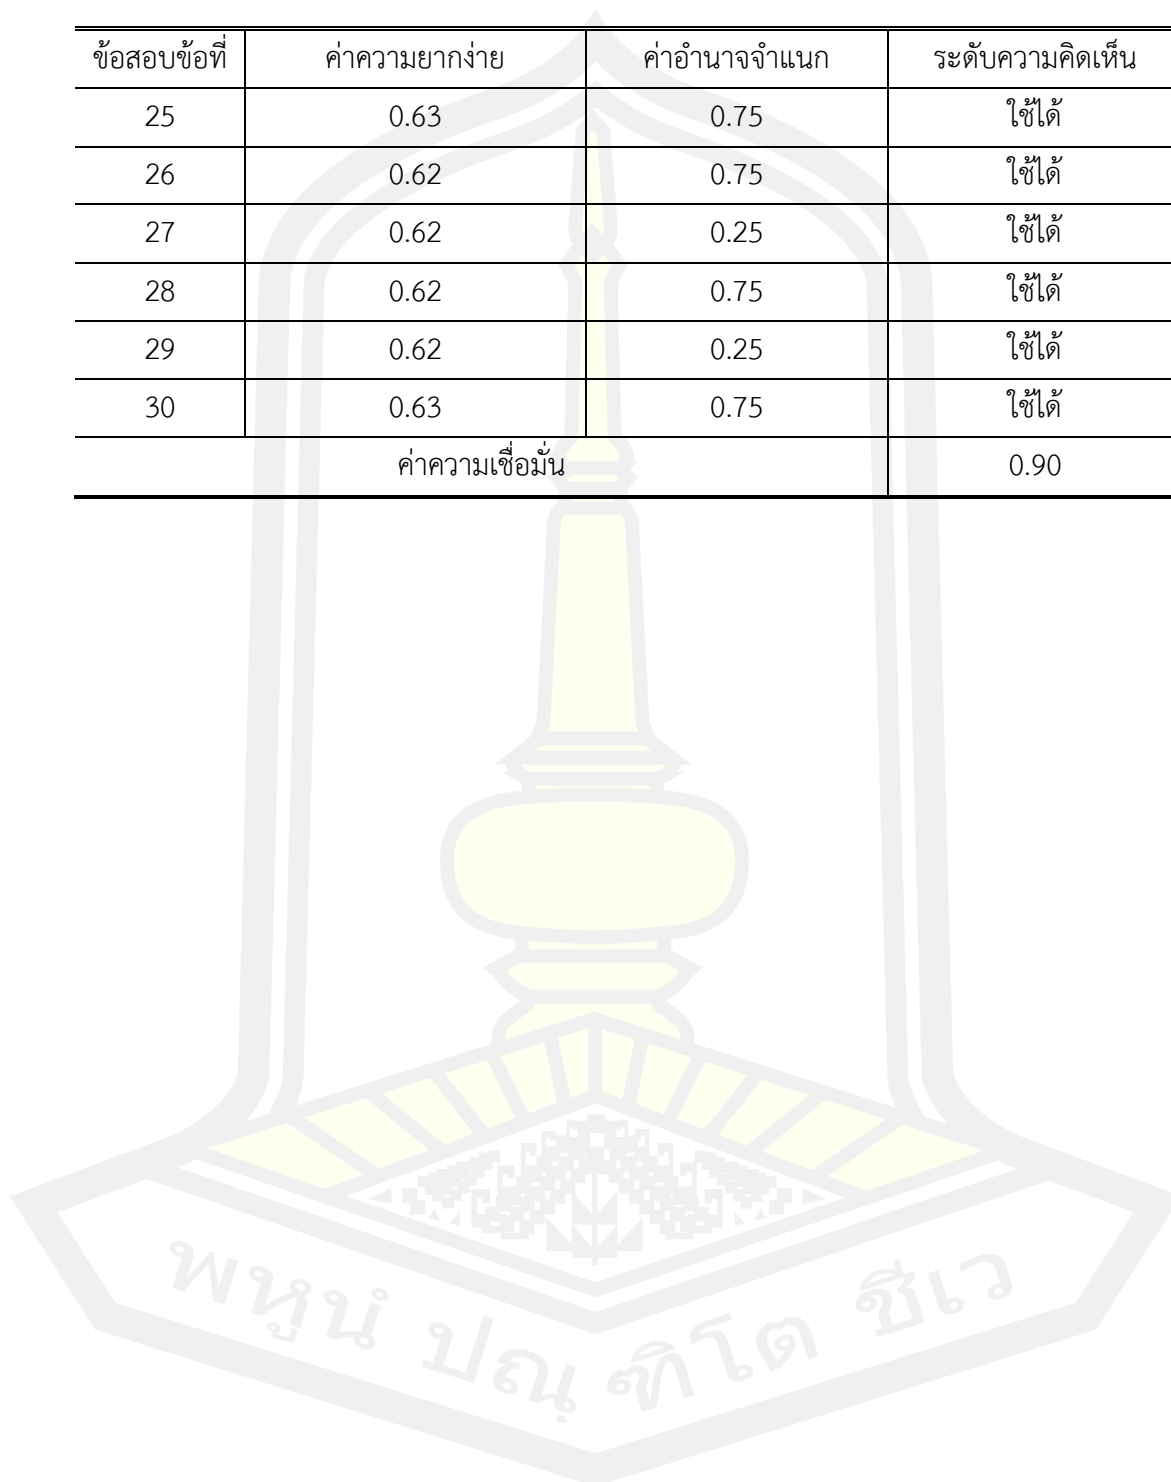 ข้อสอบข้อที่ ค่าความยากง่าย ค่าอำนาจจำแนก ระดับความคิดเห็น
25 0.63 0.75 ใช้ได้
26 0.62 0.75 ใช้ได้
27 0.62 0.25 ใช้ได้
28 0.62 0.75 ใช้ได้
29 0.62 0.25 ใช้ได้
30 0.63 0.75 ใช้ได้
ค่าความเชื่อมั่น 0.90
พหูนํ ปณฺฑิโต ชีเว